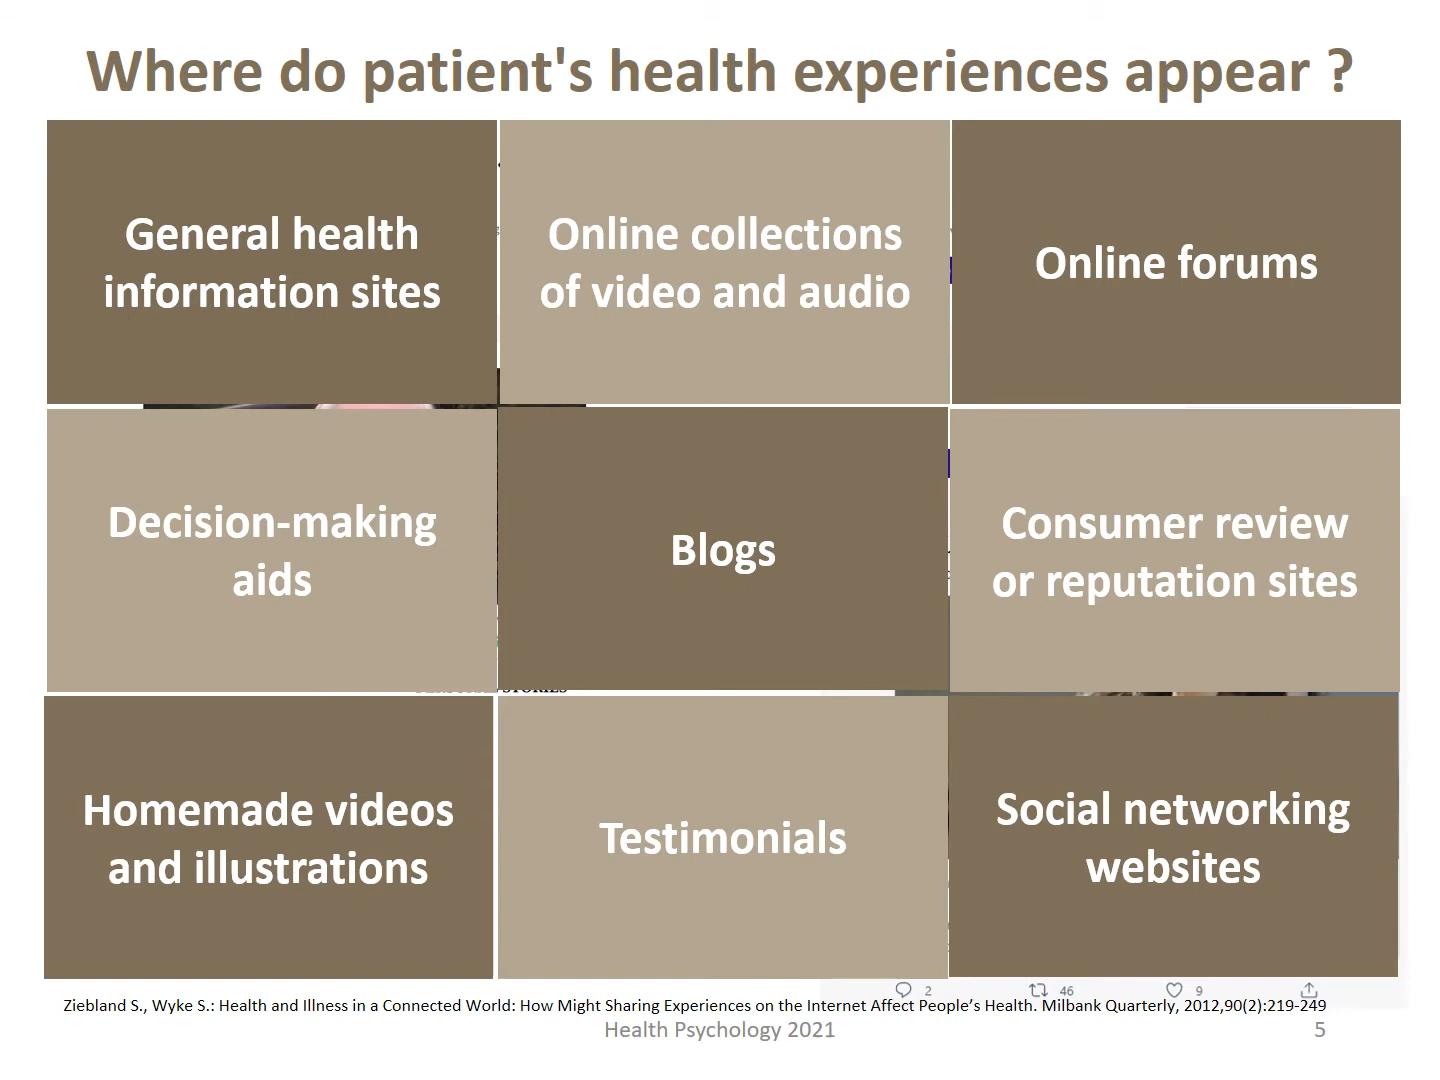 Where do patient's health experiences appear ?
General health
information sites
Online collections
of video and audio
Online forums
Decision-making
aids
Blogs
Consumer review
or reputation sites
Homemade videos
and illustrations
Testimonials
Social networking
websites
2 46 9
Ziebland S., Wyke S.: Health and Illness in a Connected World: How Might Sharing Experiences on the Internet Affect People’s Health. Milbank Quarterly, 2012,90(2):219-249
Health Psychology 2021
5